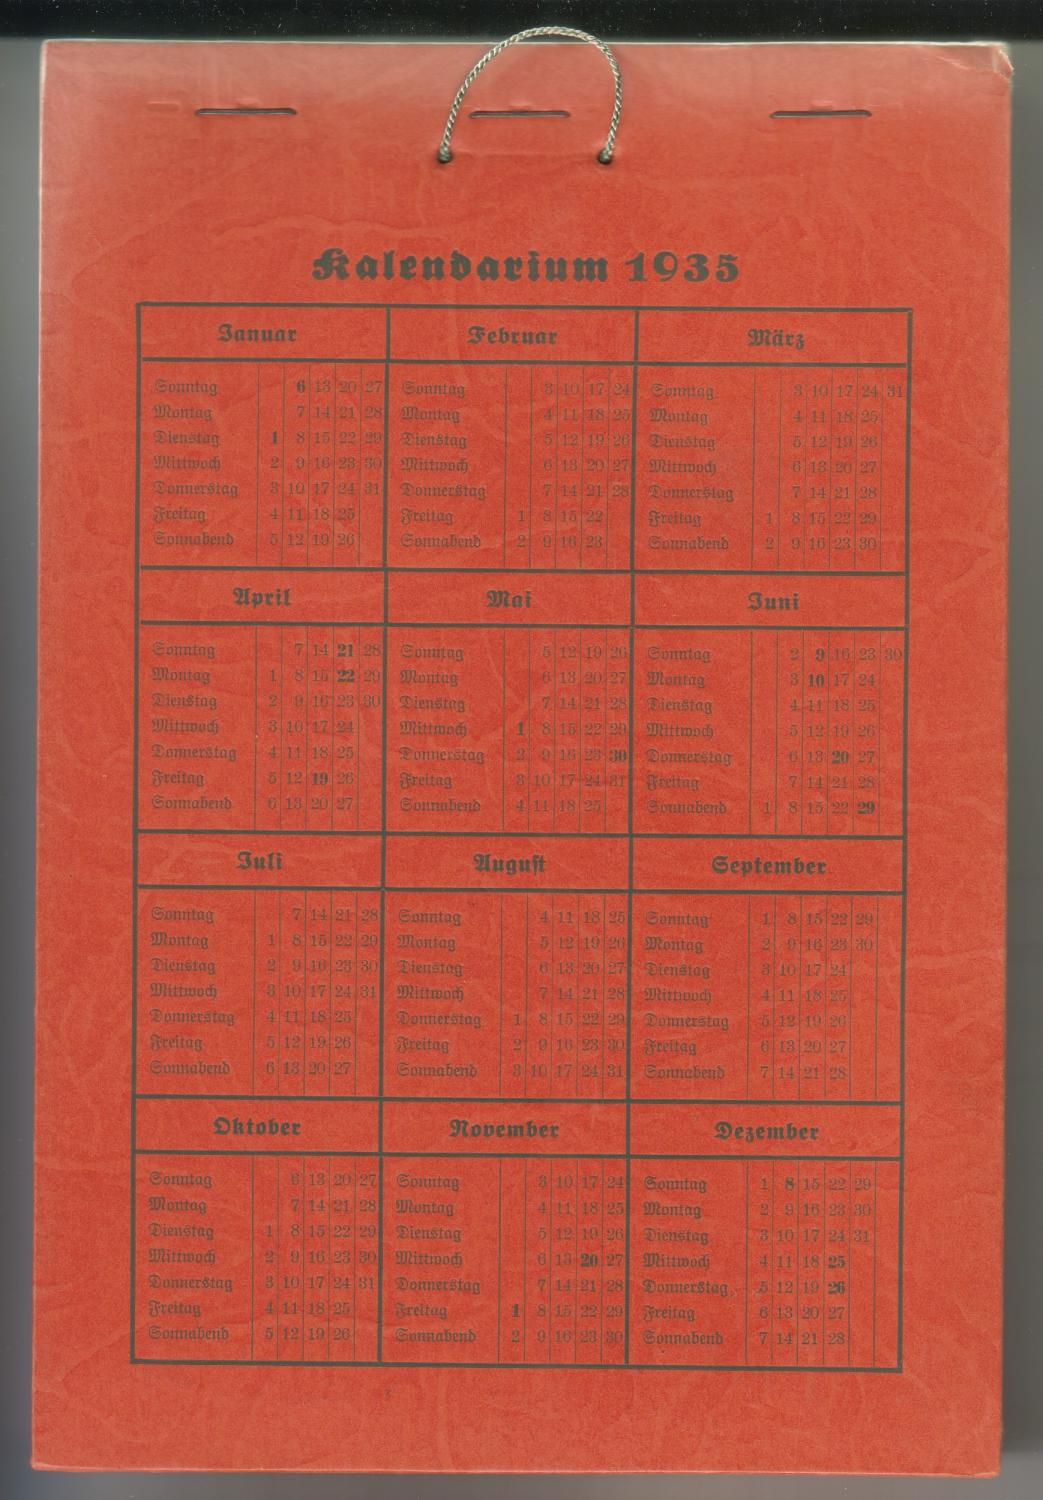 Kalendarium 1935
Januar Februar März
Sonntag 6 13 20 27 Sonntag 3 10 17 24 Sonntag 3 10 17 24 31
Montag 7 14 21 28 Montag 4 11 18 25 Montag 4 11 18 25
Dienstag 1 8 15 22 29 Dienstag 5 12 19 26 Dienstag 5 12 19 26
Mittwoch 2 9 16 23 30 Mittwoch 6 13 20 27 Mittwoch 6 13 20 27
Donnerstag 3 10 17 24 31 Donnerstag 7 14 21 28 Donnerstag 7 14 21 28
Freitag 4 11 18 25 Freitag 1 8 15 22 Freitag 1 8 15 22 29
Sonnabend 5 12 19 26 Sonnabend 2 9 16 23 Sonnabend 2 9 16 23 30
April Mai Juni
Sonntag 7 14 21 28 Sonntag 5 12 19 26 Sonntag 2 9 16 23 30
Montag 1 8 15 22 29 Montag 6 13 20 27 Montag 3 10 17 24
Dienstag 2 9 16 23 30 Dienstag 7 14 21 28 Dienstag 4 11 18 25
Mittwoch 3 10 17 24 Mittwoch 1 8 15 22 29 Mittwoch 5 12 19 26
Donnerstag 4 11 18 25 Donnerstag 2 9 16 23 30 Donnerstag 6 13 20 27
Freitag 5 12 19 26 Freitag 3 10 17 24 31 Freitag 7 14 21 28
Sonnabend 6 13 20 27 Sonnabend 4 11 18 25 Sonnabend 1 8 15 22 29
Juli August September
Sonntag 7 14 21 28 Sonntag 4 11 18 25 Sonntag 1 8 15 22 29
Montag 1 8 15 22 29 Montag 5 12 19 26 Montag 2 9 16 23 30
Dienstag 2 9 16 23 30 Dienstag 6 13 20 27 Dienstag 3 10 17 24
Mittwoch 3 10 17 24 31 Mittwoch 7 14 21 28 Mittwoch 4 11 18 25
Donnerstag 4 11 18 25 Donnerstag 1 8 15 22 29 Donnerstag 5 12 19 26
Freitag 5 12 19 26 Freitag 2 9 16 23 30 Freitag 6 13 20 27
Sonnabend 6 13 20 27 Sonnabend 3 10 17 24 31 Sonnabend 7 14 21 28
Oktober November Dezember
Sonntag 6 13 20 27 Sonntag 3 10 17 24 Sonntag 1 8 15 22 29
Montag 7 14 21 28 Montag 4 11 18 25 Montag 2 9 16 23 30
Dienstag 1 8 15 22 29 Dienstag 5 12 19 26 Dienstag 3 10 17 24 31
Mittwoch 2 9 16 23 30 Mittwoch 6 13 20 27 Mittwoch 4 11 18 25
Donnerstag 3 10 17 24 31 Donnerstag 7 14 21 28 Donnerstag 5 12 19 26
Freitag 4 11 18 25 Freitag 1 8 15 22 29 Freitag 6 13 20 27
Sonnabend 5 12 19 26 Sonnabend 2 9 16 23 30 Sonnabend 7 14 21 28